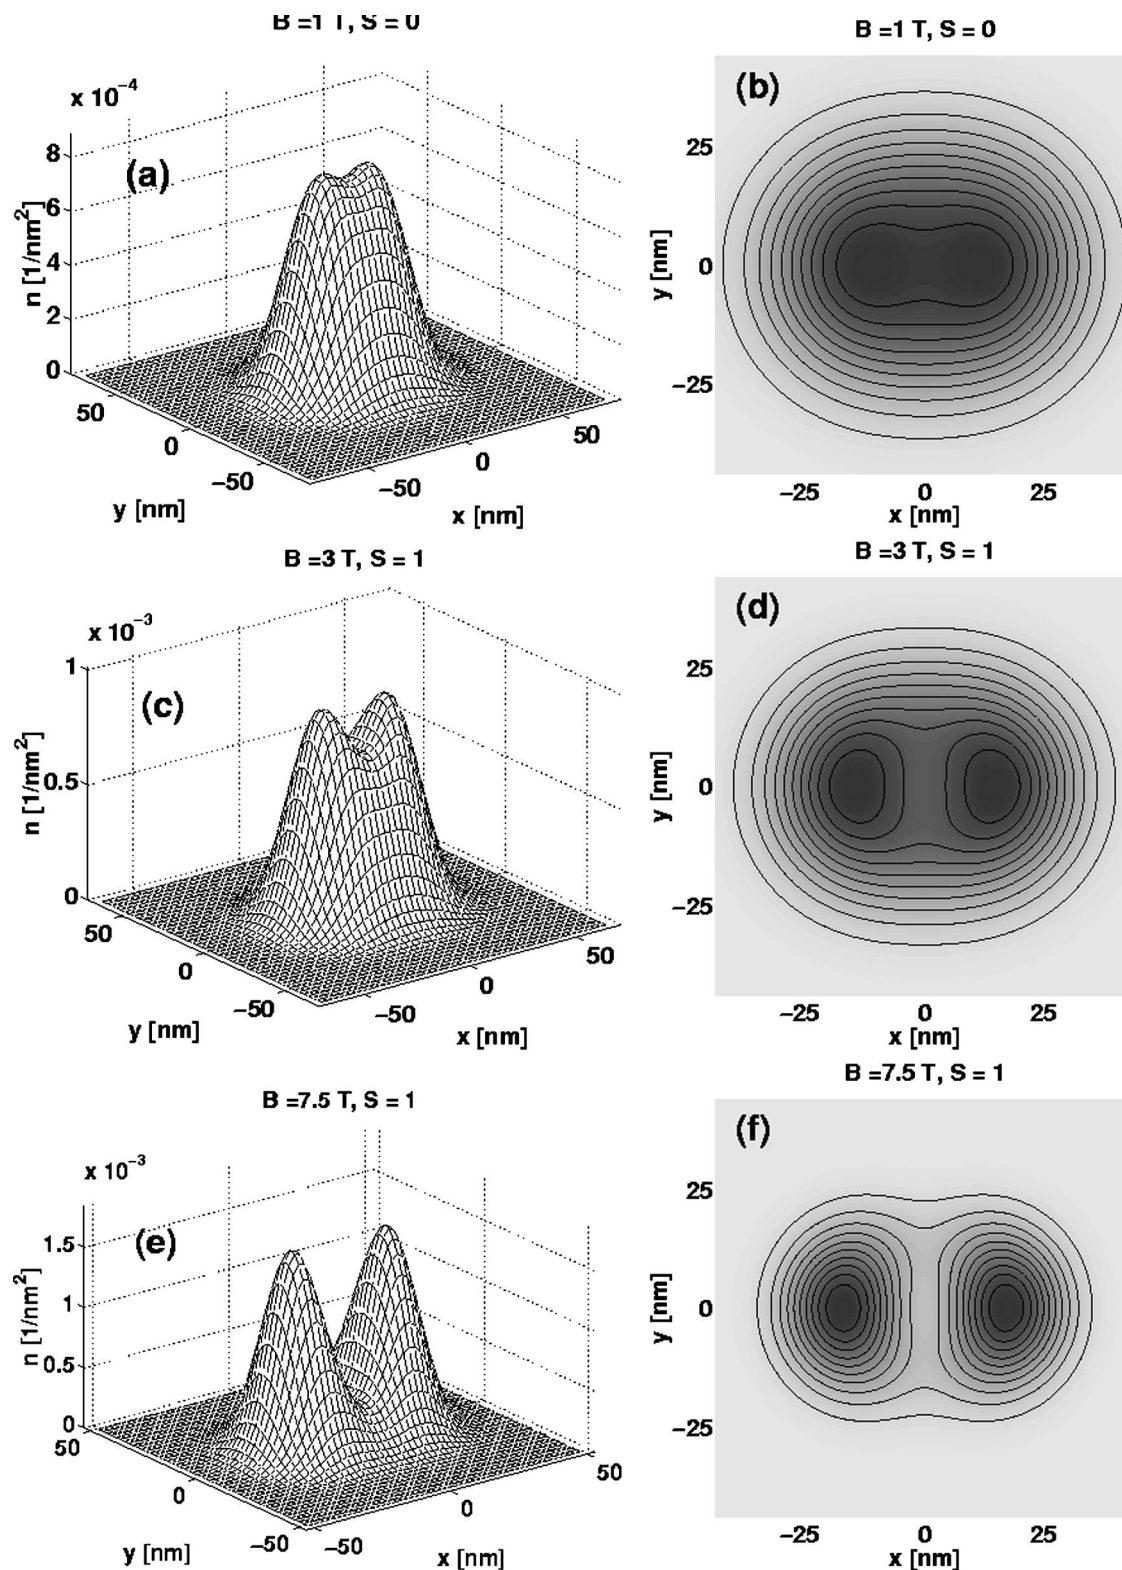 B =1 T, S = 0
x 10⁻⁴
(a)
8
6
4
2
0
n [1/nm²]
50
0
−50
y [nm]
−50
0
50
x [nm]
B =1 T, S = 0
(b)
25
0
−25
y [nm]
−25
0
25
x [nm]
B =3 T, S = 1
x 10⁻³
(c)
1
0.5
0
n [1/nm²]
50
0
−50
y [nm]
−50
0
50
x [nm]
B =3 T, S = 1
(d)
25
0
−25
y [nm]
−25
0
25
x [nm]
B =7.5 T, S = 1
x 10⁻³
(e)
1.5
1
0.5
0
n [1/nm²]
50
0
−50
y [nm]
−50
0
50
x [nm]
B =7.5 T, S = 1
(f)
25
0
−25
y [nm]
−25
0
25
x [nm]